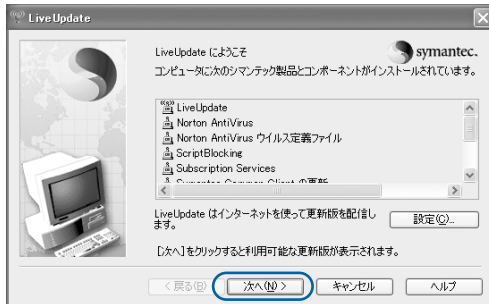 LiveUpdate
LiveUpdate にようこそ
symantec.
コンピュータに次のシマンテック製品とコンポーネントがインストールされています。
LiveUpdate
Norton AntiVirus
Norton AntiVirus ウイルス定義ファイル
ScriptBlocking
Subscription Services
Symantec Common Client の更新
LiveUpdate はインターネットを使って更新版を配信し
ます。
設定(O)...
[次へ]をクリックすると利用可能な更新版が表示されます。
< 戻る(B)
次へ(N) >
キャンセル
ヘルプ